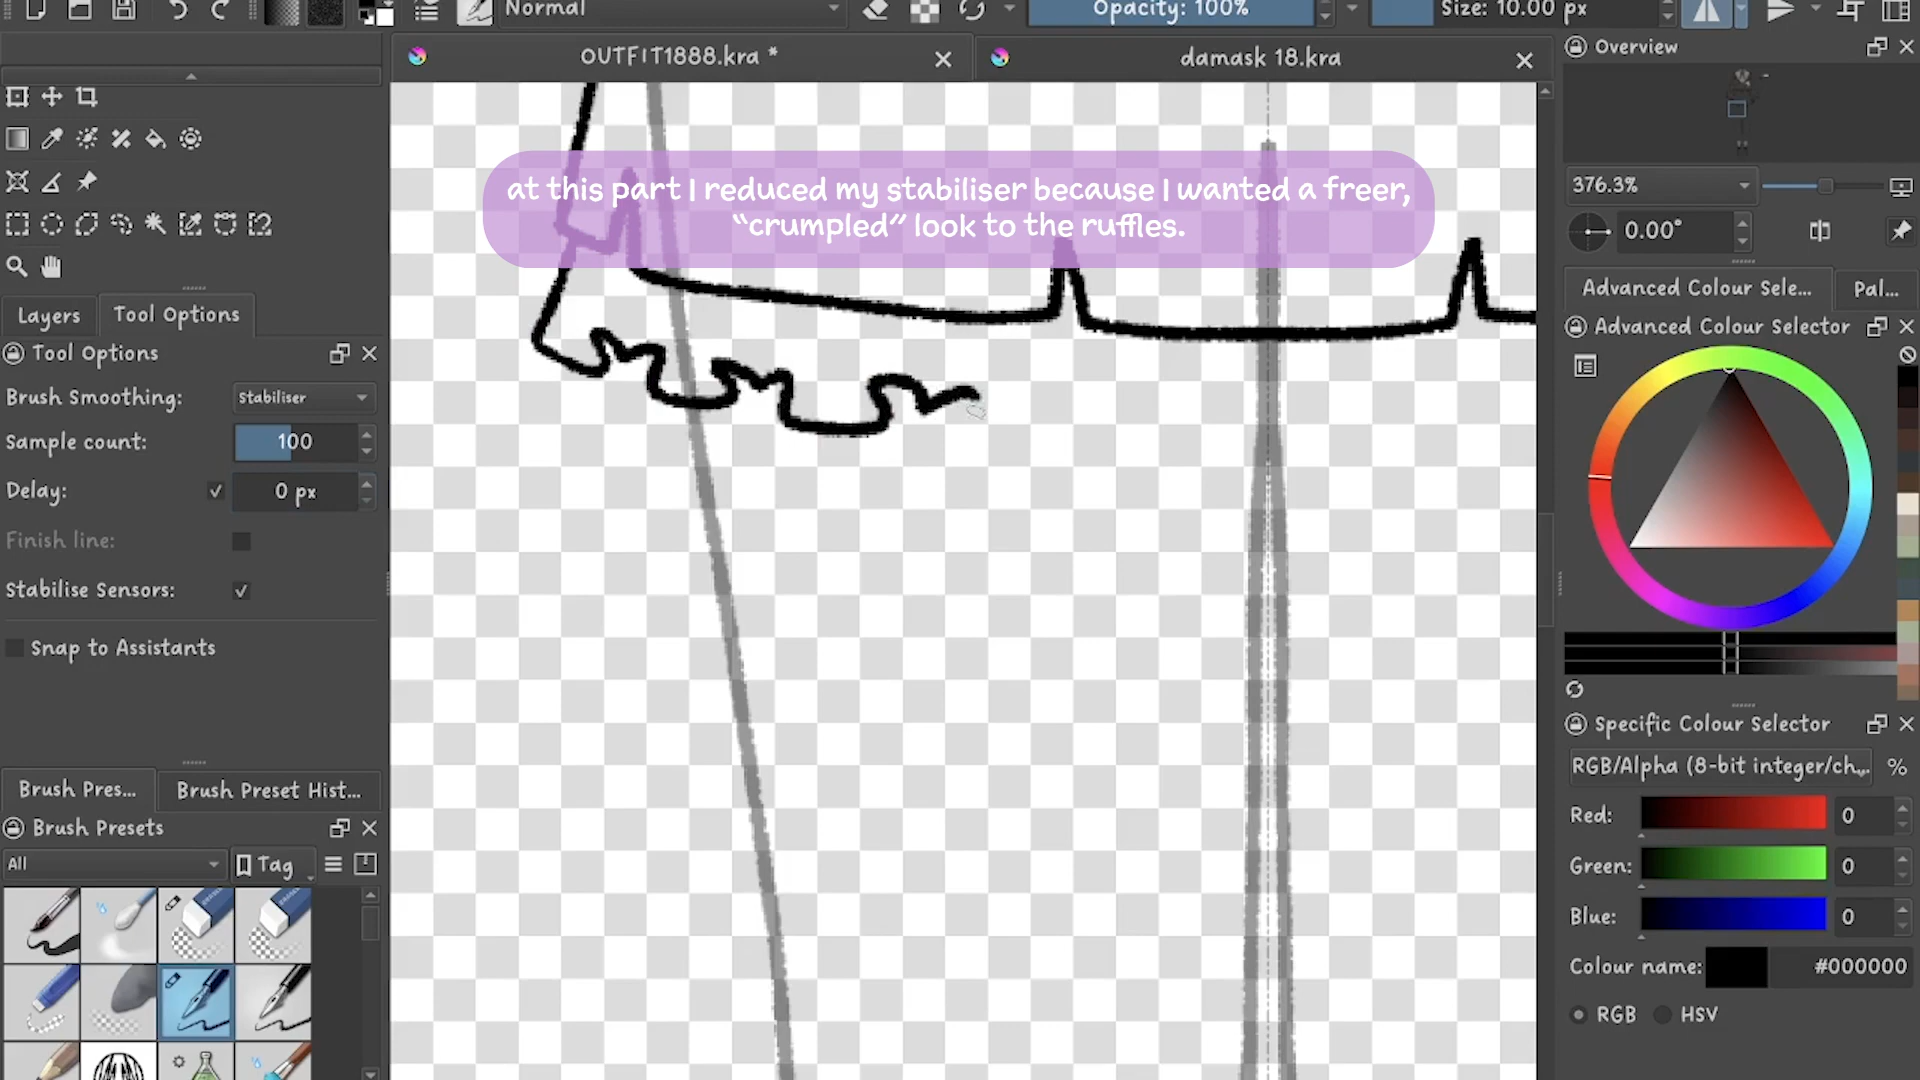 Normal
Opacity: 100%
Size: 10.00 px
OUTFIT1888.kra *
damask 18.kra
Overview
at this part I reduced my stabiliser because I wanted a freer,
“crumpled” look to the ruffles.
376.3%
0.00°
Layers
Tool Options
Tool Options
Brush Smoothing:
Stabiliser
Sample count:
100
Delay:
0 px
Finish line:
Stabilise Sensors:
Snap to Assistants
Brush Pres...
Brush Preset Hist...
Brush Presets
All
Tag
Advanced Colour Sele...
Pal...
Advanced Colour Selector
Specific Colour Selector
RGB/Alpha (8-bit integer/ch...
%
Red:
0
Green:
0
Blue:
0
Colour name:
#000000
RGB
HSV